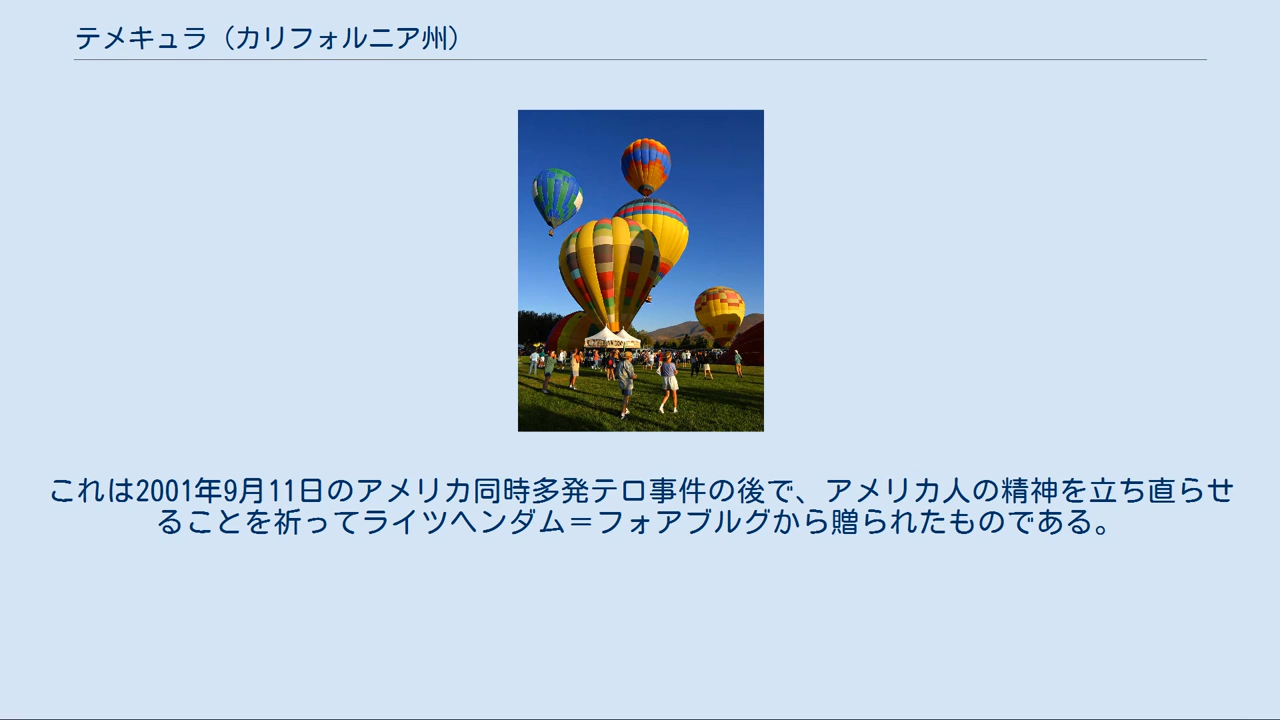 テメキュラ（カリフォルニア州）
これは2001年9月11日のアメリカ同時多発テロ事件の後で、アメリカ人の精神を立ち直らせ
ることを祈ってライツヘンダム＝フォアブルグから贈られたものである。